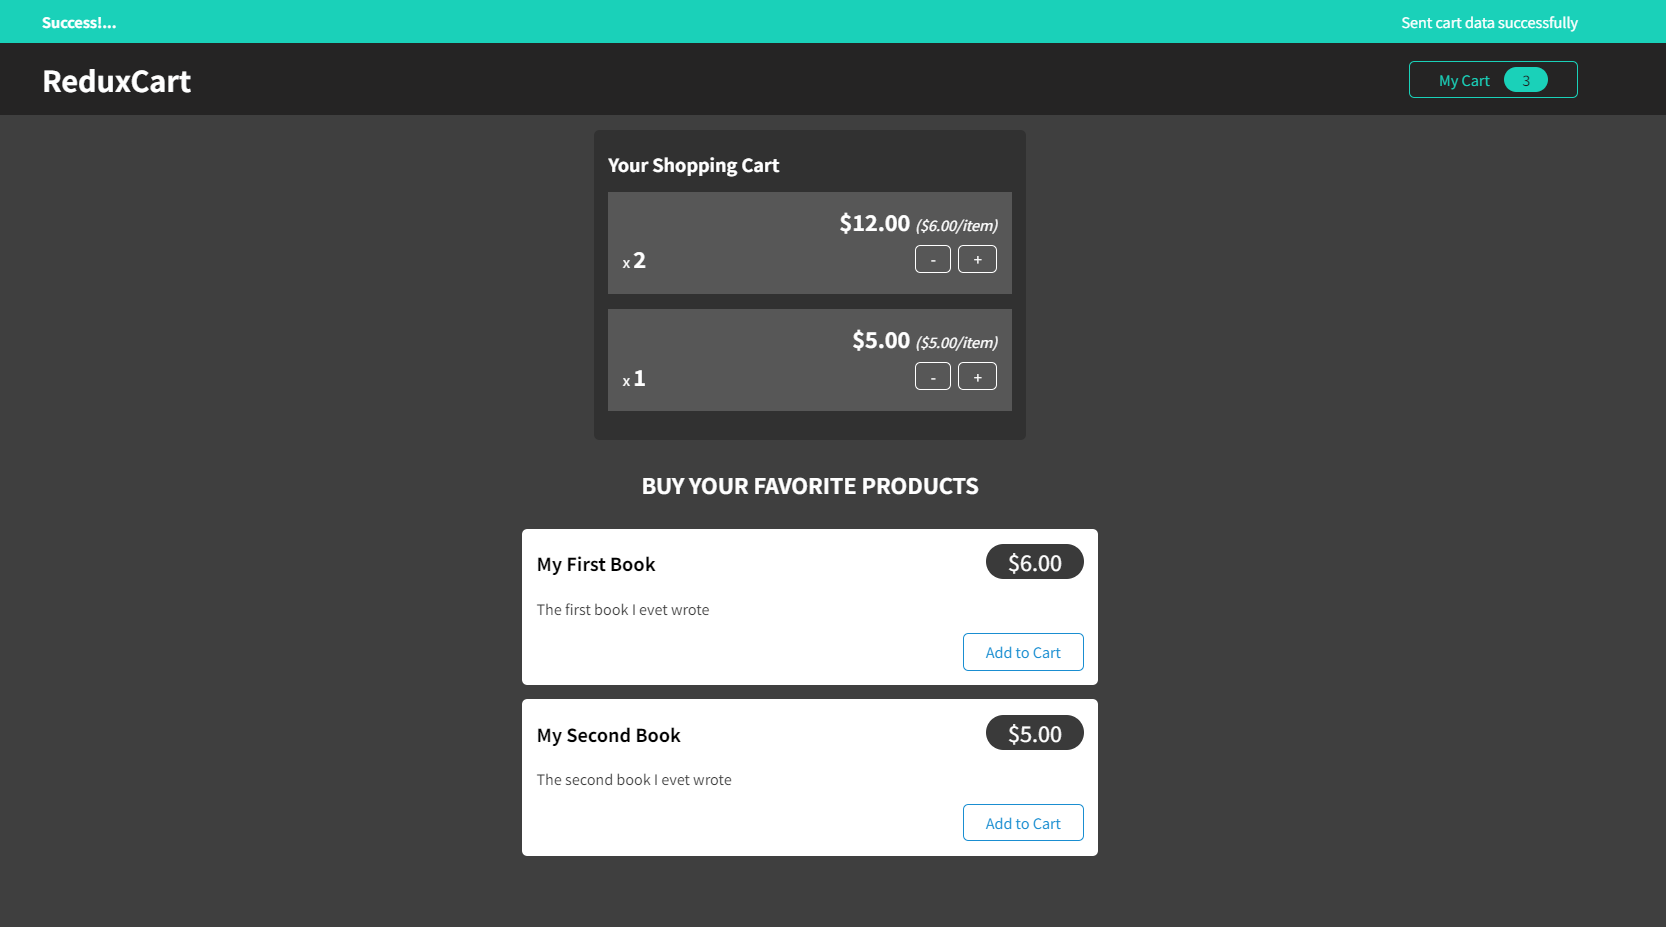 Success!... Sent cart data successfully
ReduxCart My Cart 3
Your Shopping Cart
$12.00 ($6.00/item)
x 2 - +
$5.00 ($5.00/item)
x 1 - +
BUY YOUR FAVORITE PRODUCTS
My First Book $6.00
The first book I evet wrote
Add to Cart
My Second Book $5.00
The second book I evet wrote
Add to Cart